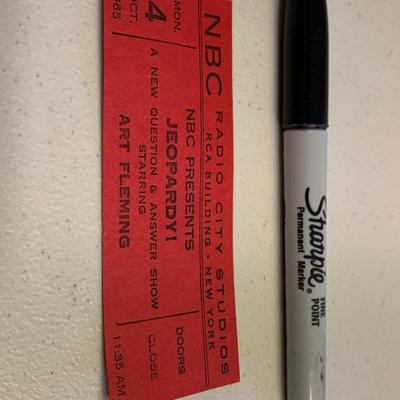 NBC RADIO CITY STUDIOS
RCA BUILDING • NEW YORK
MON.
4
OCT.
NBC PRESENTS
JEOPARDY!
A NEW QUESTION & ANSWER SHOW
STARRING
ART FLEMING
DOORS
CLOSE
11:35 AM
Sharpie®
FINE POINT
Permanent Marker